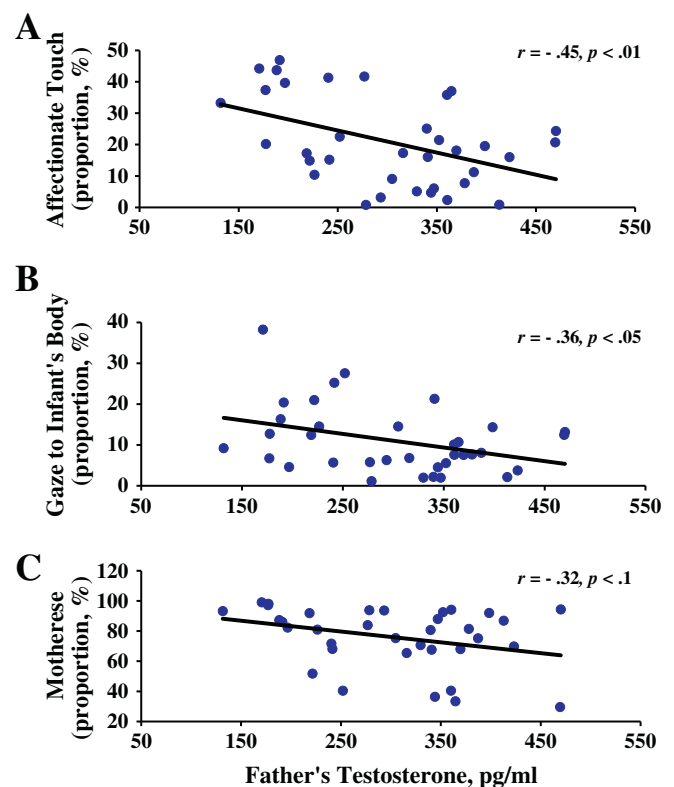 A
Affectionate Touch
(proportion, %)
r = - .45, p < .01
50
40
30
20
10
0
50 150 250 350 450 550
B
Gaze to Infant's Body
(proportion, %)
r = - .36, p < .05
40
30
20
10
0
50 150 250 350 450 550
C
Motherese
(proportion, %)
r = - .32, p < .1
120
100
80
60
40
20
50 150 250 350 450 550
Father's Testosterone, pg/ml